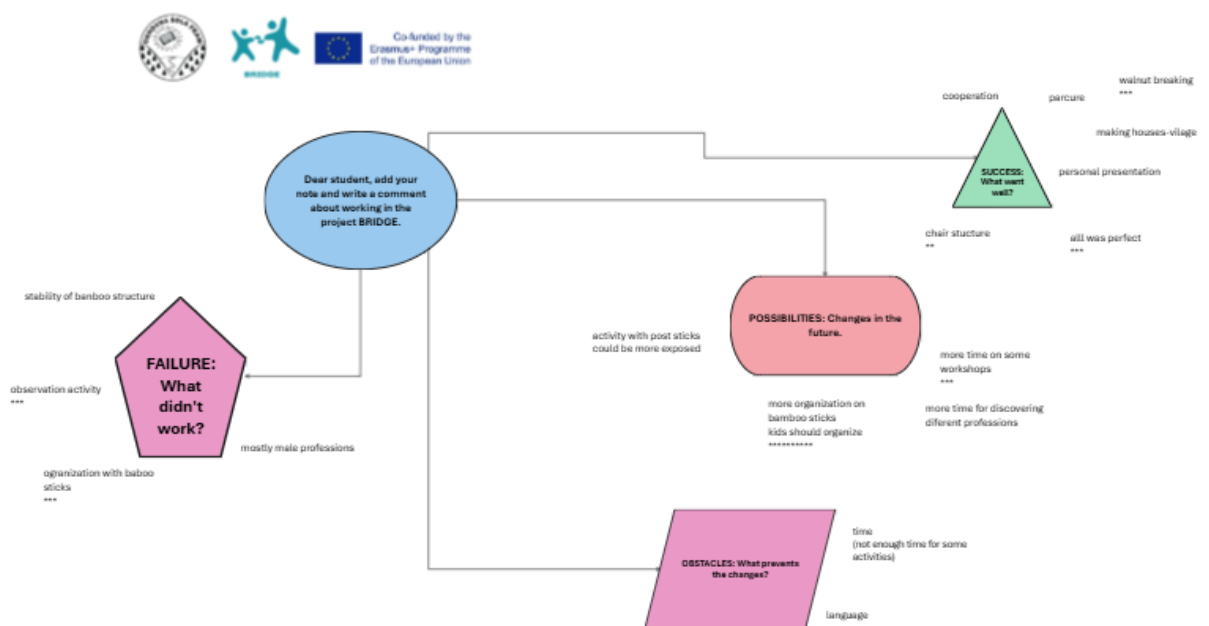 Co-funded by the
Erasmus+ Programme
of the European Union
BRIDGE
walnut breaking
***
cooperation
parcure
making houses-vilage
Dear student, add your
note and write a comment
about working in the
project BRIDGE.
SUCCESS:
What went
well?
personal presentation
chair stucture
**
alll was perfect
***
stability of banboo structure
FAILURE:
What
didn't
work?
observation activity
***
mostly male professions
ogranization with baboo
sticks
***
POSSIBILITIES: Changes in the
future.
activity with post sticks
could be more exposed
more time on some
workshops
***
more organization on
bamboo sticks
kids should organize
**********
more time for discovering
diferent professions
OBSTACLES: What prevents
the changes?
time
(not enough time for some
activities)
language